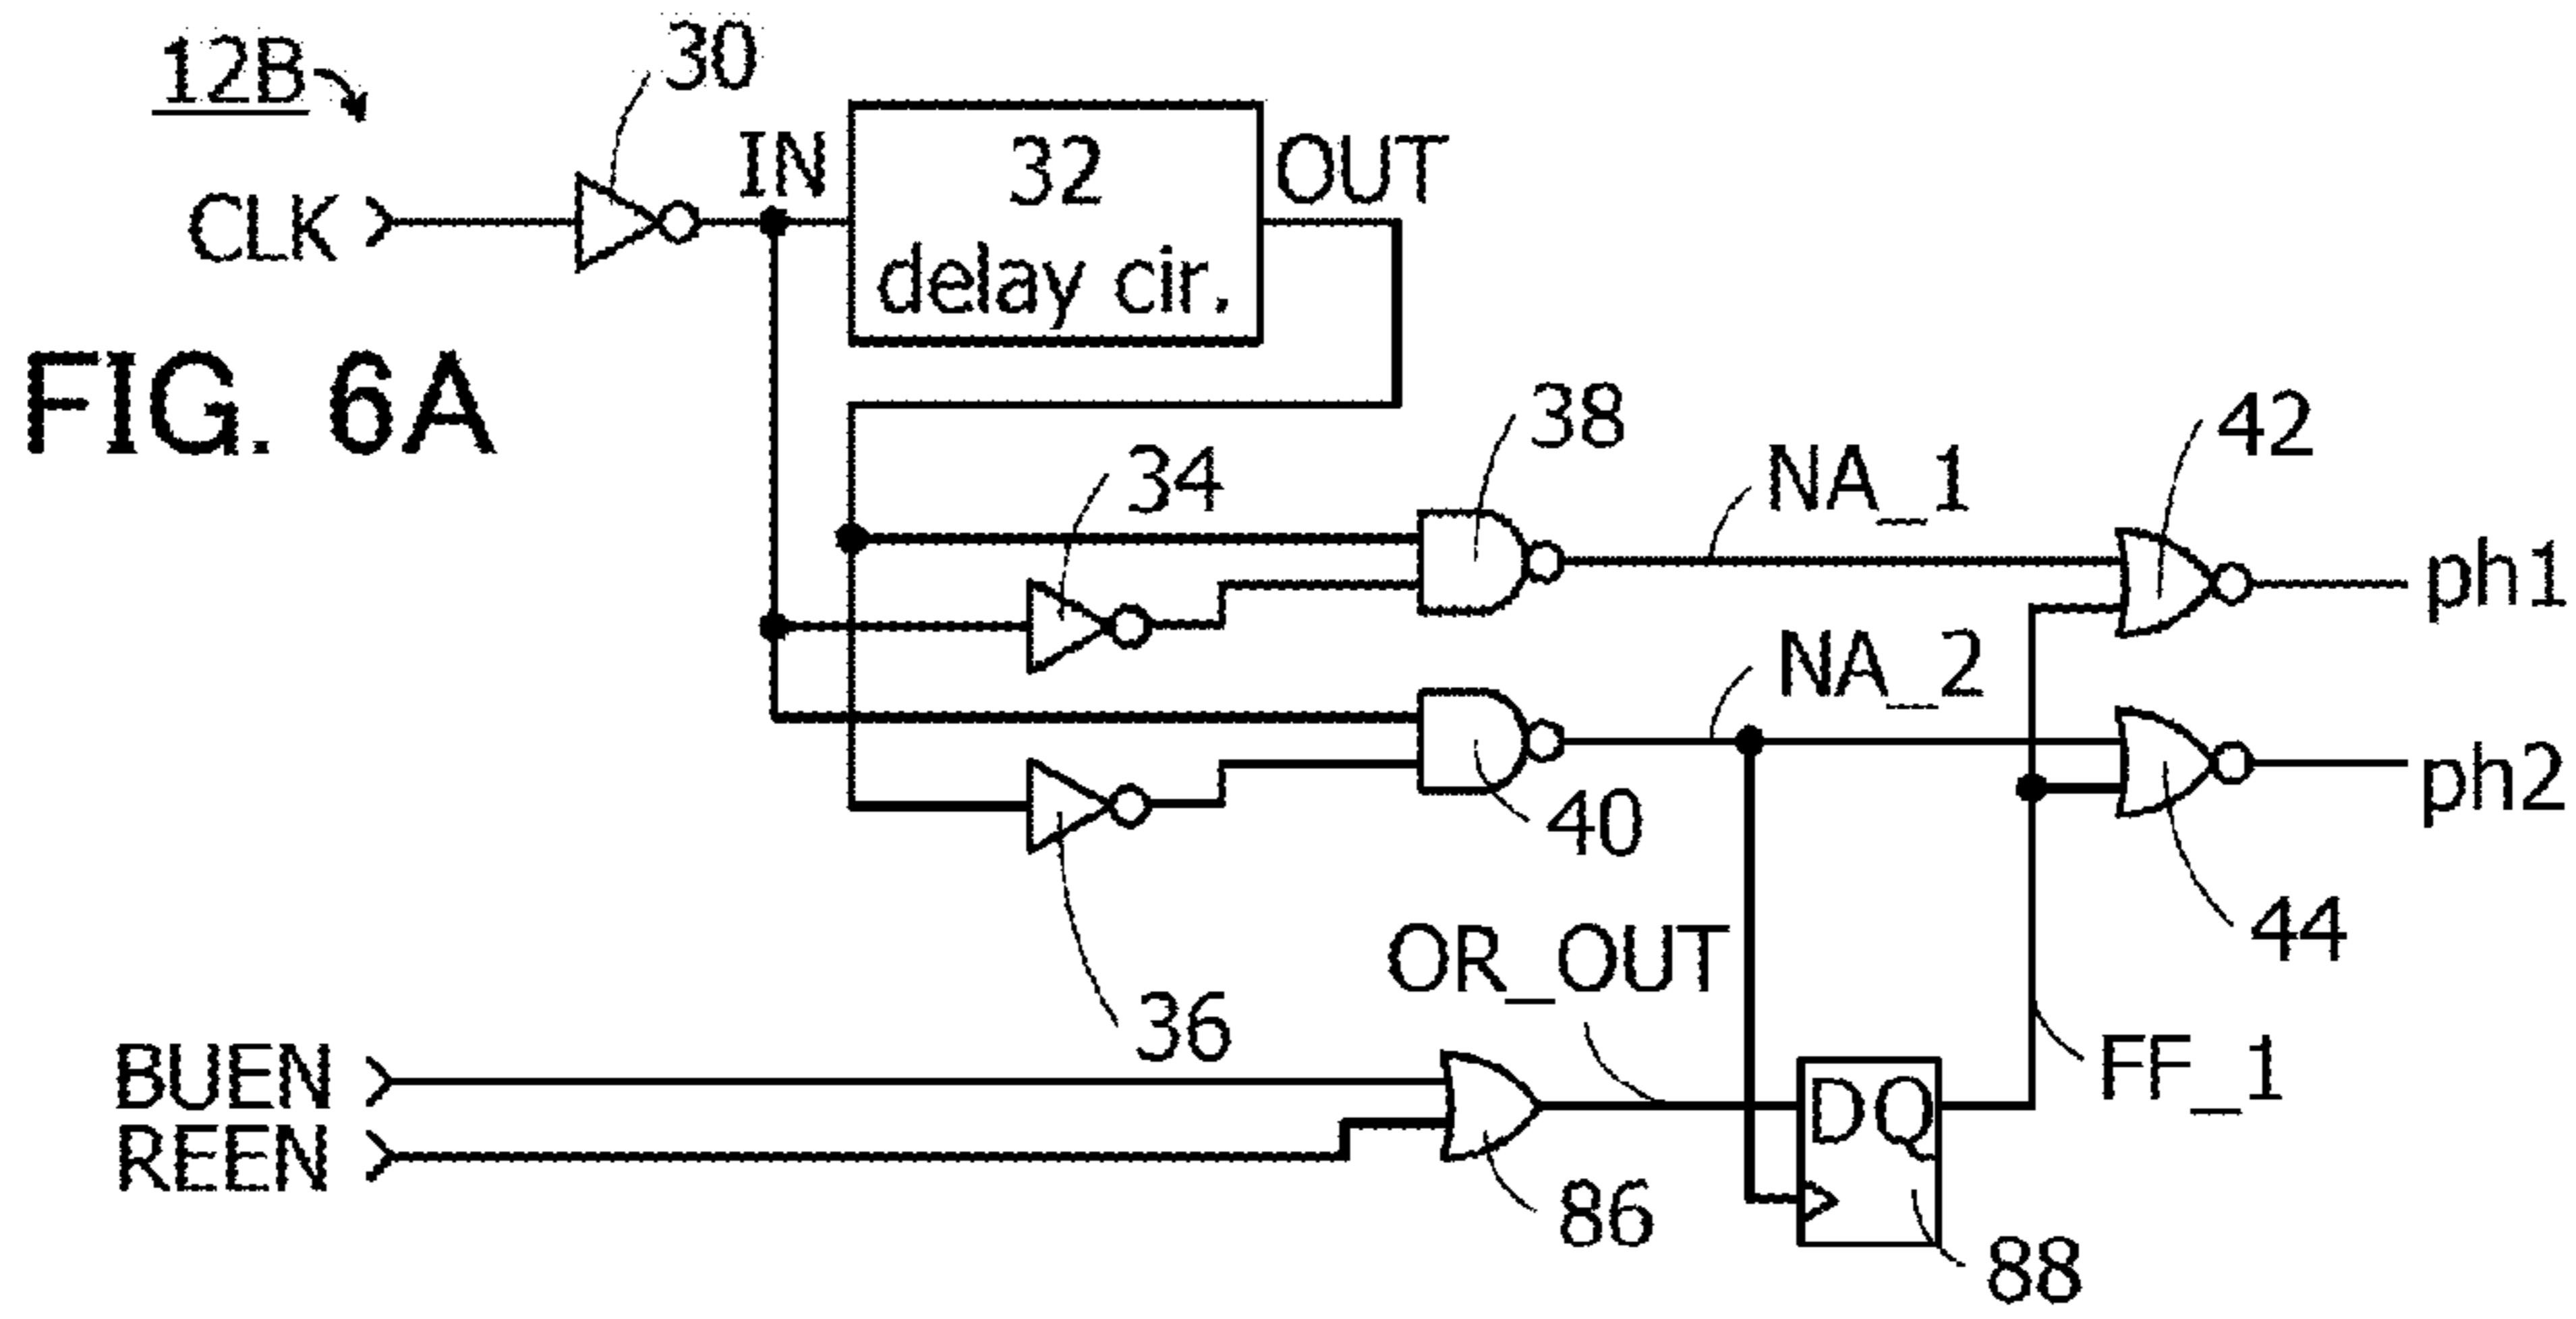 12B
30
IN
32
OUT
CLK
delay cir.
FIG. 6A
38
42
34
NA_1
ph1
NA_2
ph2
40
44
OR_OUT
36
FF_1
BUEN
DQ
REEN
86
88